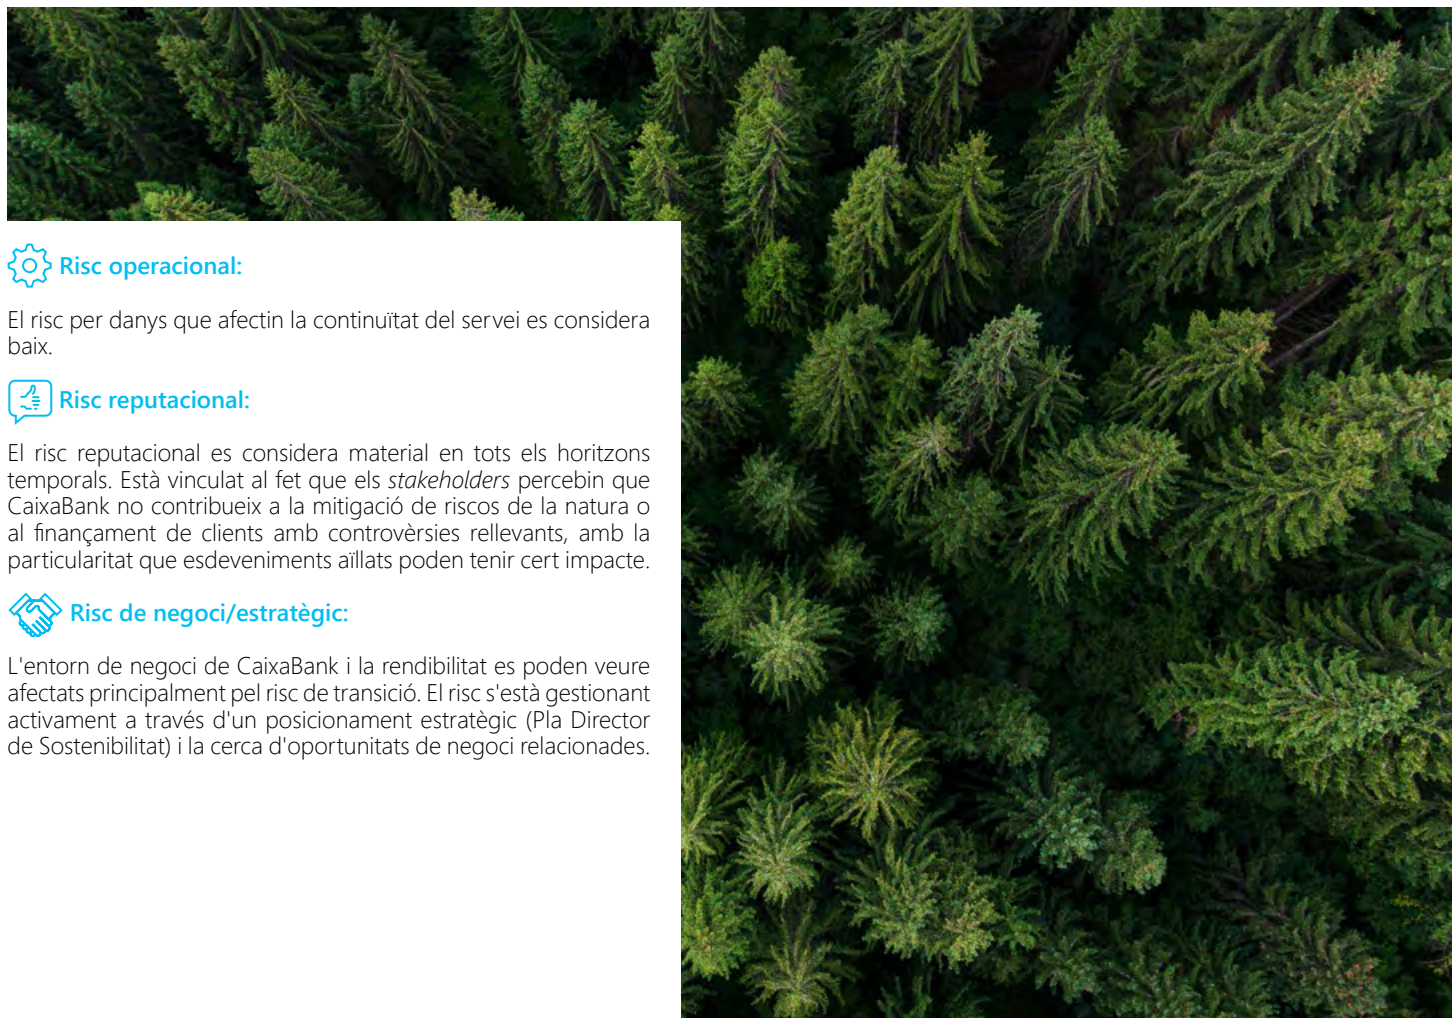 Risc operacional:
El risc per danys que afectin la continuïtat del servei es considera
baix.
Risc reputacional:
El risc reputacional es considera material en tots els horitzons
temporals. Està vinculat al fet que els stakeholders percebin que
CaixaBank no contribueix a la mitigació de riscos de la natura o
al finançament de clients amb controvèrsies rellevants, amb la
particularitat que esdeveniments aïllats poden tenir cert impacte.
Risc de negoci/estratègic:
L'entorn de negoci de CaixaBank i la rendibilitat es poden veure
afectats principalment pel risc de transició. El risc s'està gestionant
activament a través d'un posicionament estratègic (Pla Director
de Sostenibilitat) i la cerca d'oportunitats de negoci relacionades.